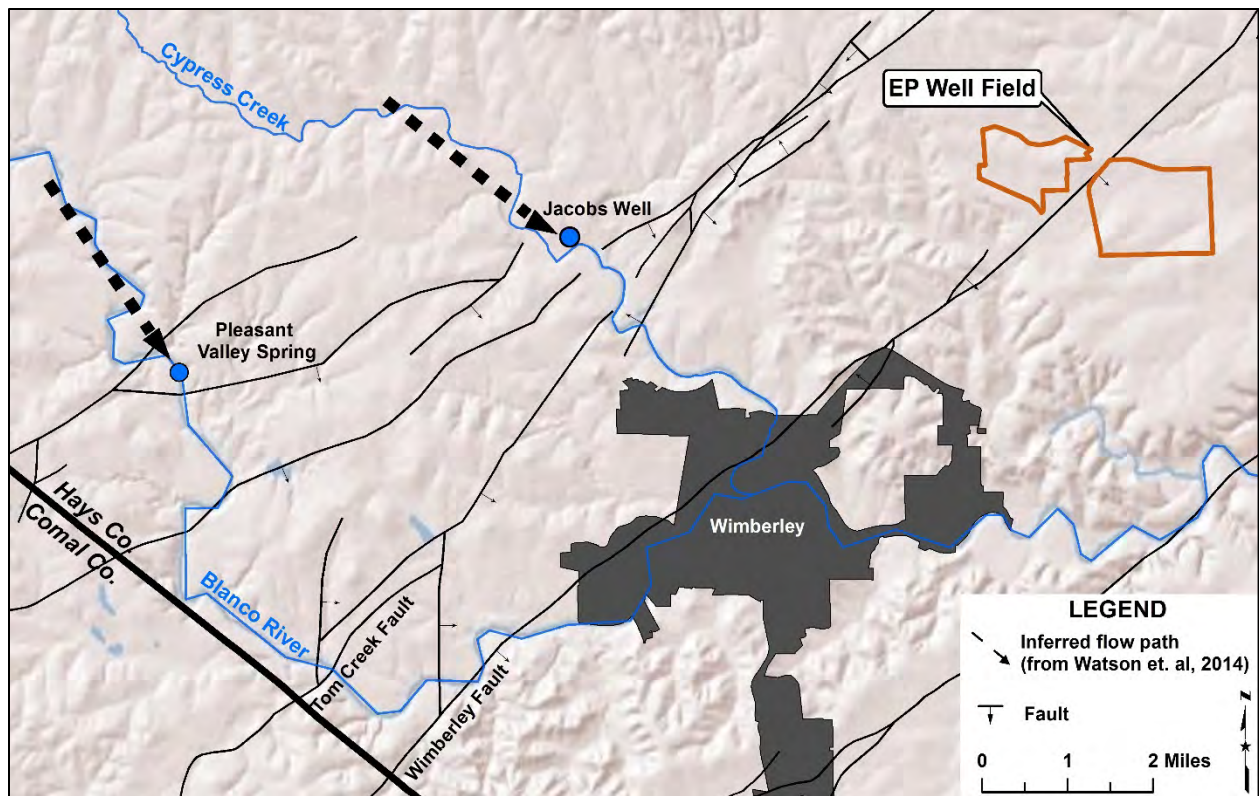 Cypress Creek
EP Well Field
Jacobs Well
Pleasant
Valley Spring
Hays Co.
Comal Co.
Blanco River
Tom Creek Fault
Wimberley Fault
Wimberley
LEGEND
Inferred flow path
(from Watson et. al, 2014)
Fault
0 1 2 Miles